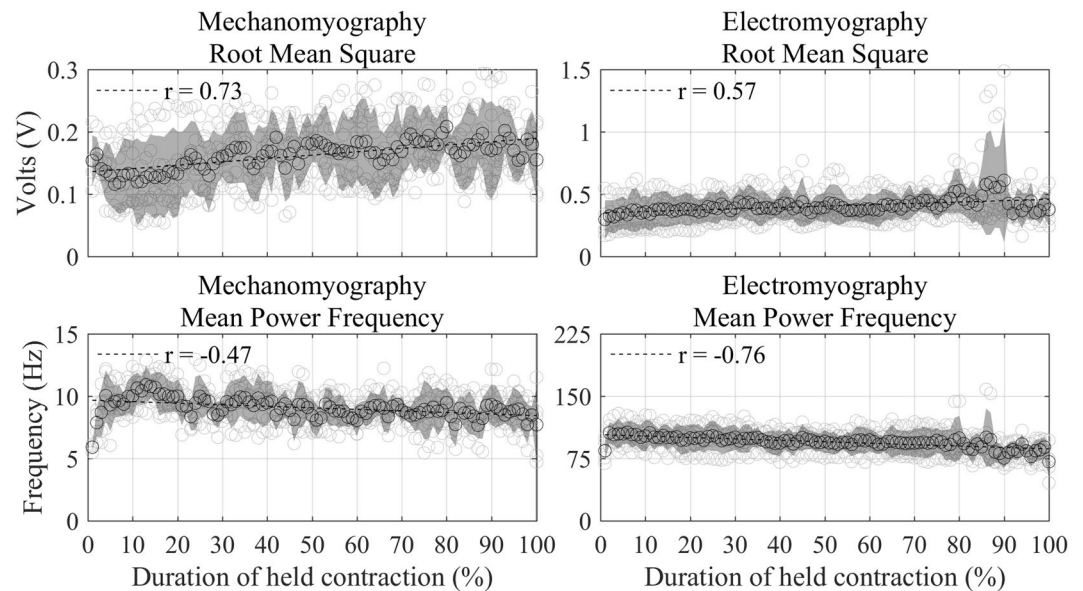 Mechanomyography
Root Mean Square
Electromyography
Root Mean Square
0.3
0.2
0.1
0
Volts (V)
r = 0.73
1.5
1
0.5
0
r = 0.57
Mechanomyography
Mean Power Frequency
Electromyography
Mean Power Frequency
15
10
5
0
Frequency (Hz)
r = -0.47
225
150
75
0
r = -0.76
0 10 20 30 40 50 60 70 80 90 100
0 10 20 30 40 50 60 70 80 90 100
Duration of held contraction (%)
Duration of held contraction (%)